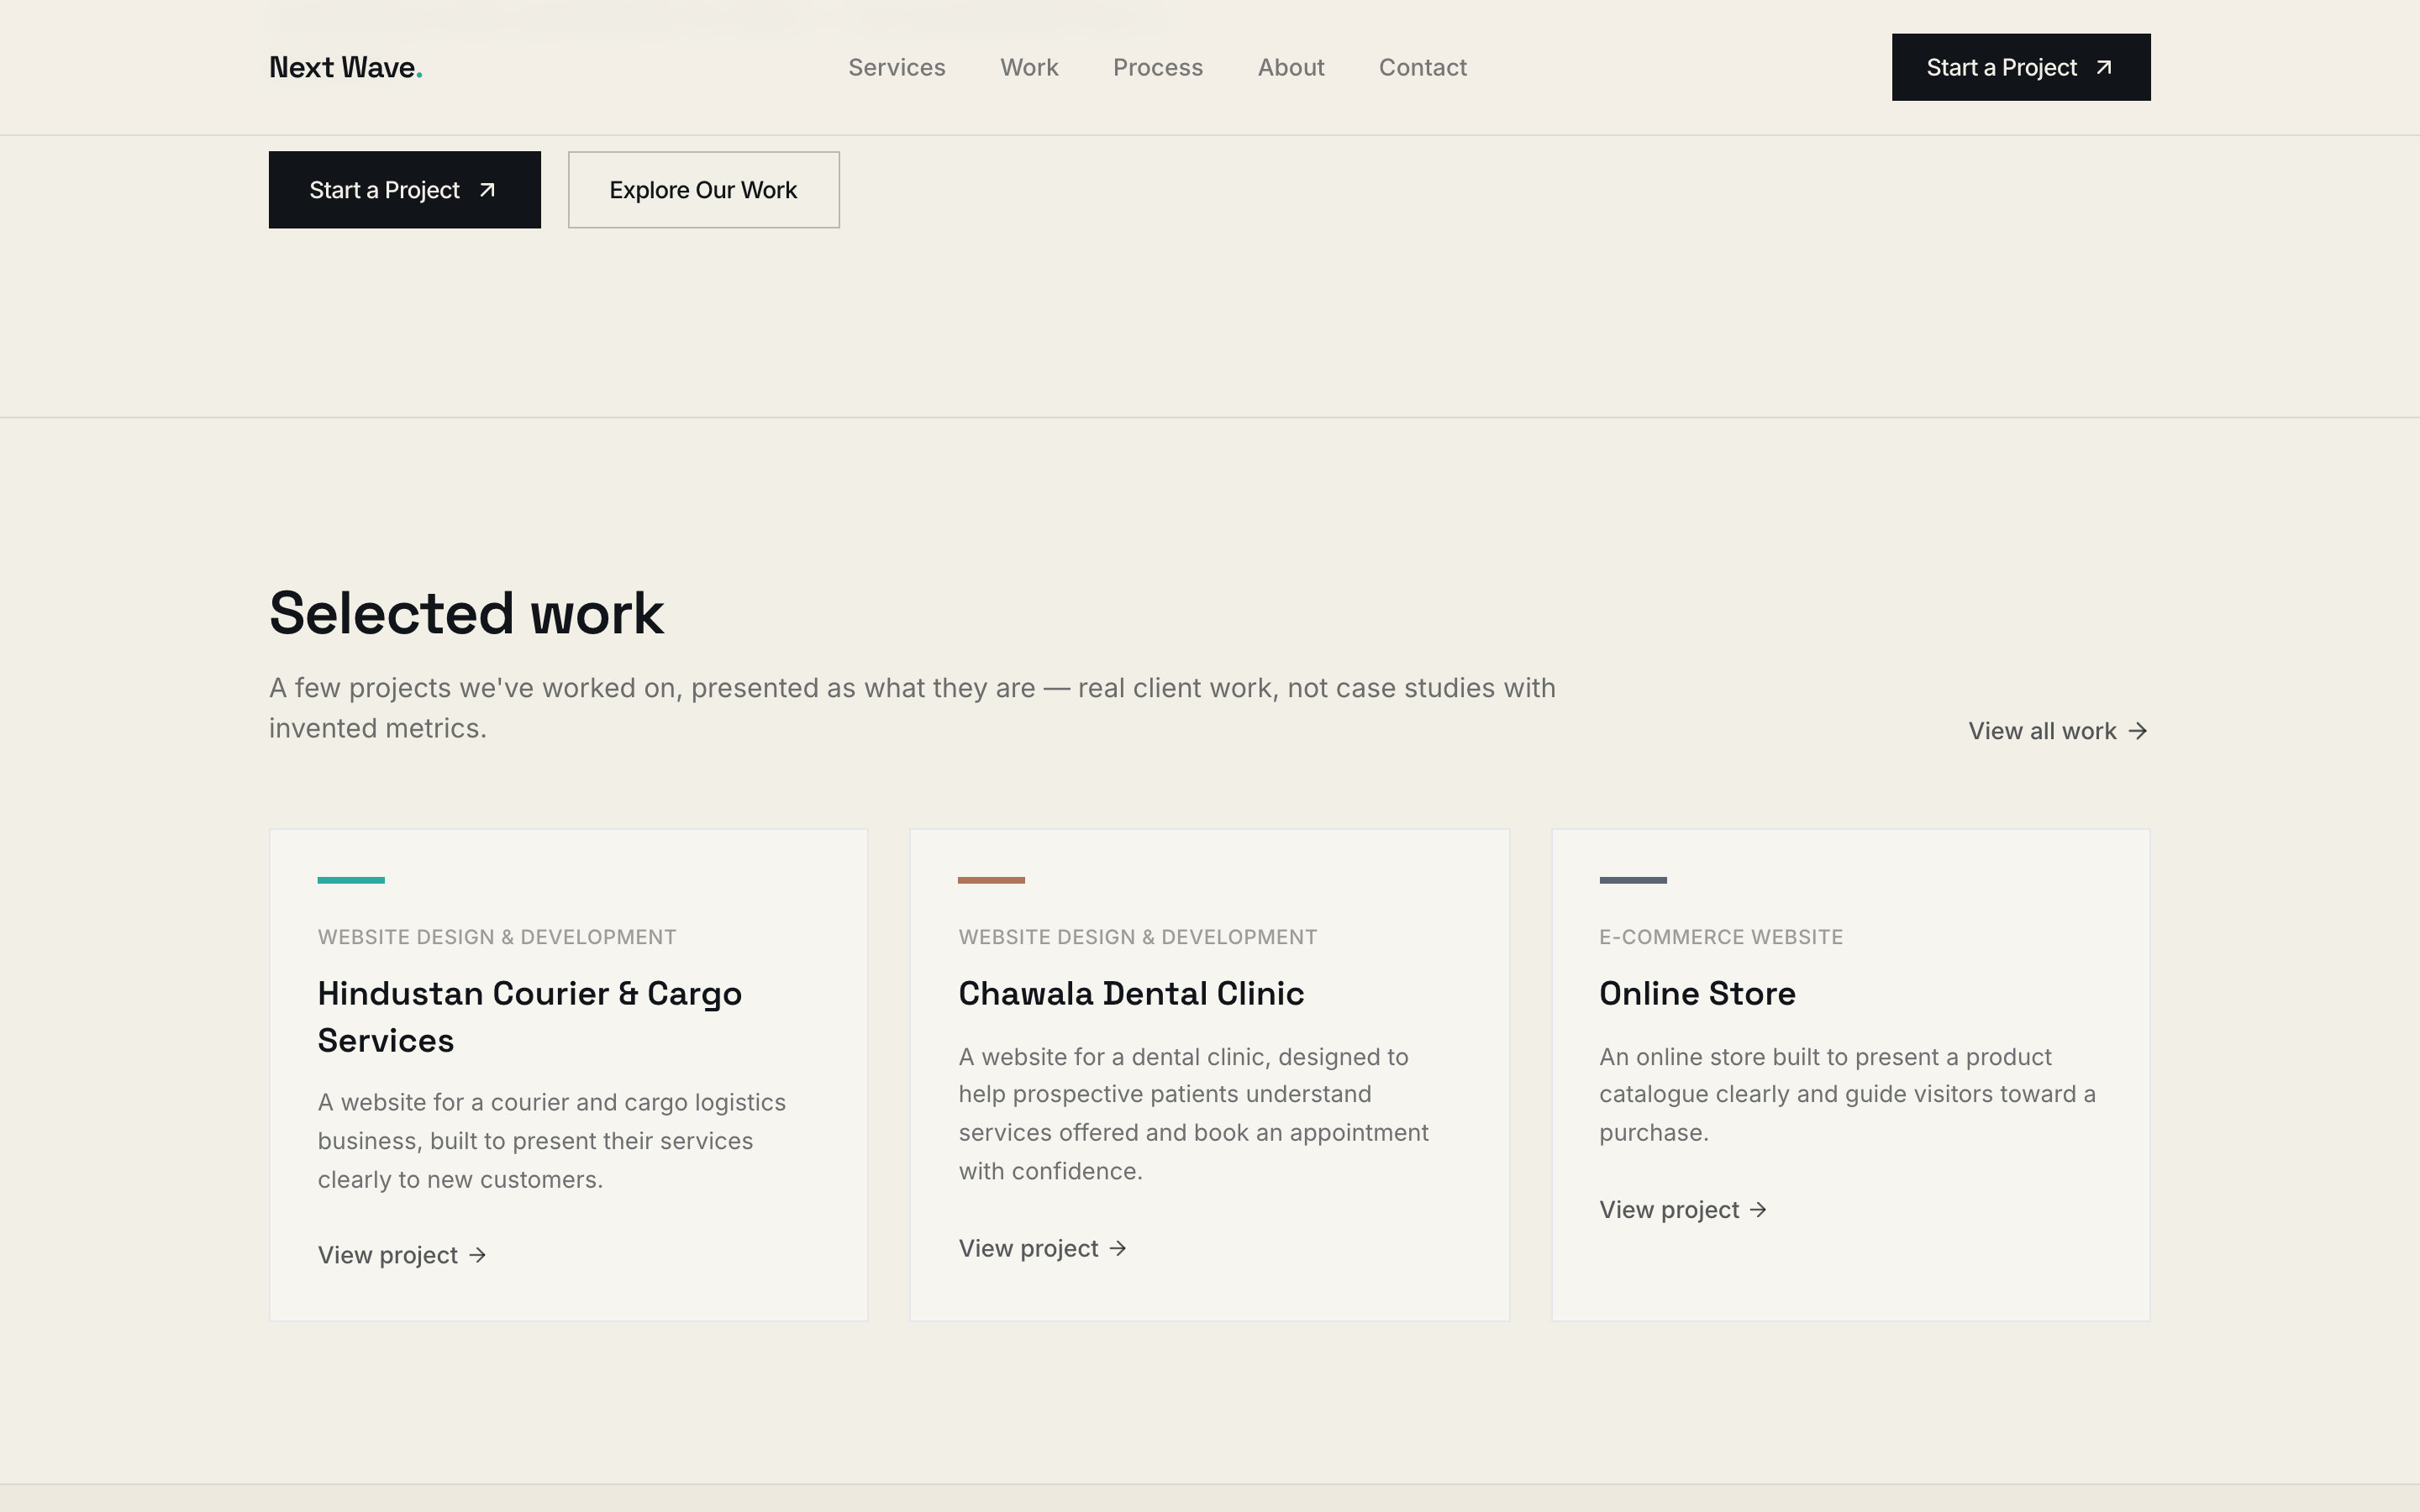 Next Wave.
Services
Work
Process
About
Contact
Start a Project
Start a Project
Explore Our Work
Selected work
A few projects we've worked on, presented as what they are — real client work, not case studies with
invented metrics.
View all work
WEBSITE DESIGN & DEVELOPMENT
Hindustan Courier & Cargo
Services
A website for a courier and cargo logistics
business, built to present their services
clearly to new customers.
View project
WEBSITE DESIGN & DEVELOPMENT
Chawala Dental Clinic
A website for a dental clinic, designed to
help prospective patients understand
services offered and book an appointment
with confidence.
View project
E-COMMERCE WEBSITE
Online Store
An online store built to present a product
catalogue clearly and guide visitors toward a
purchase.
View project